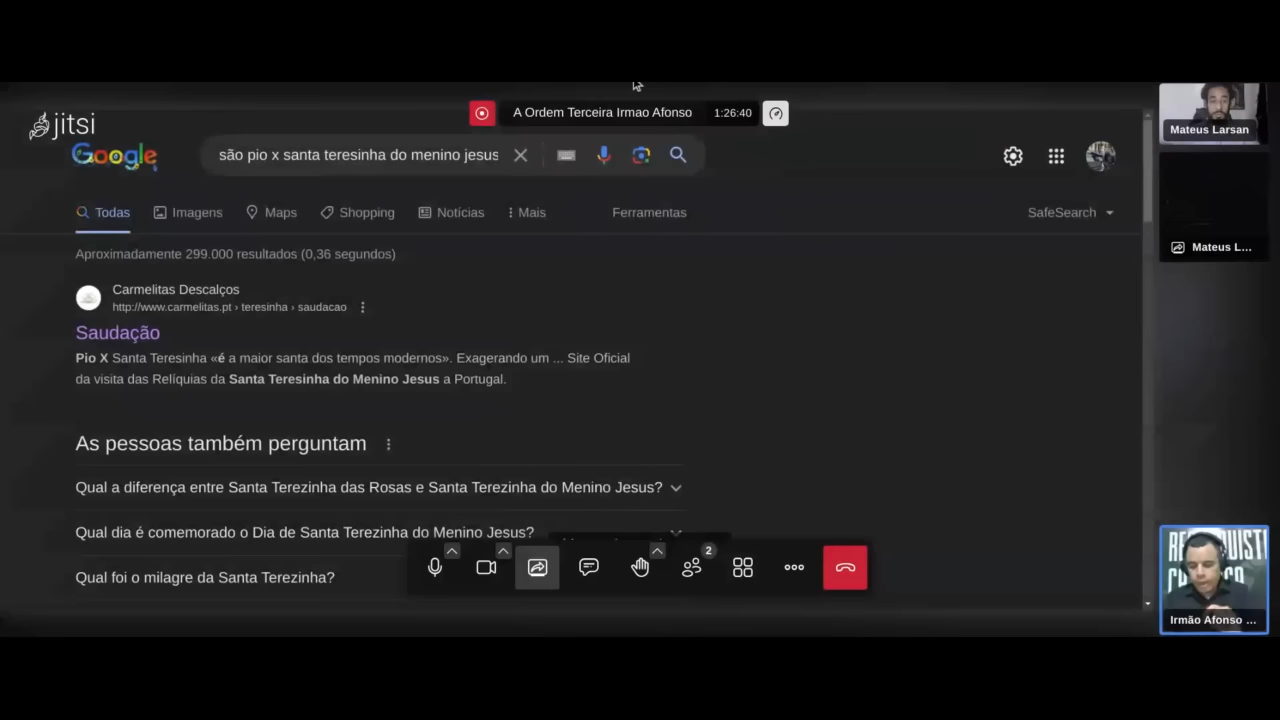 jitsi
A Ordem Terceira Irmao Afonso
1:26:40
Mateus Larsan
Google
são pio x santa teresinha do menino jesus
Todas
Imagens
Maps
Shopping
Notícias
Mais
Ferramentas
SafeSearch
Mateus L...
Aproximadamente 299.000 resultados (0,36 segundos)
Carmelitas Descalços
http://www.carmelitas.pt › teresinha › saudacao
Saudação
Pio X Santa Teresinha «é a maior santa dos tempos modernos». Exagerando um ... Site Oficial
da visita das Relíquias da Santa Teresinha do Menino Jesus a Portugal.
As pessoas também perguntam
Qual a diferença entre Santa Terezinha das Rosas e Santa Terezinha do Menino Jesus?
Qual dia é comemorado o Dia de Santa Terezinha do Menino Jesus?
Qual foi o milagre da Santa Terezinha?
2
Irmão Afonso ...